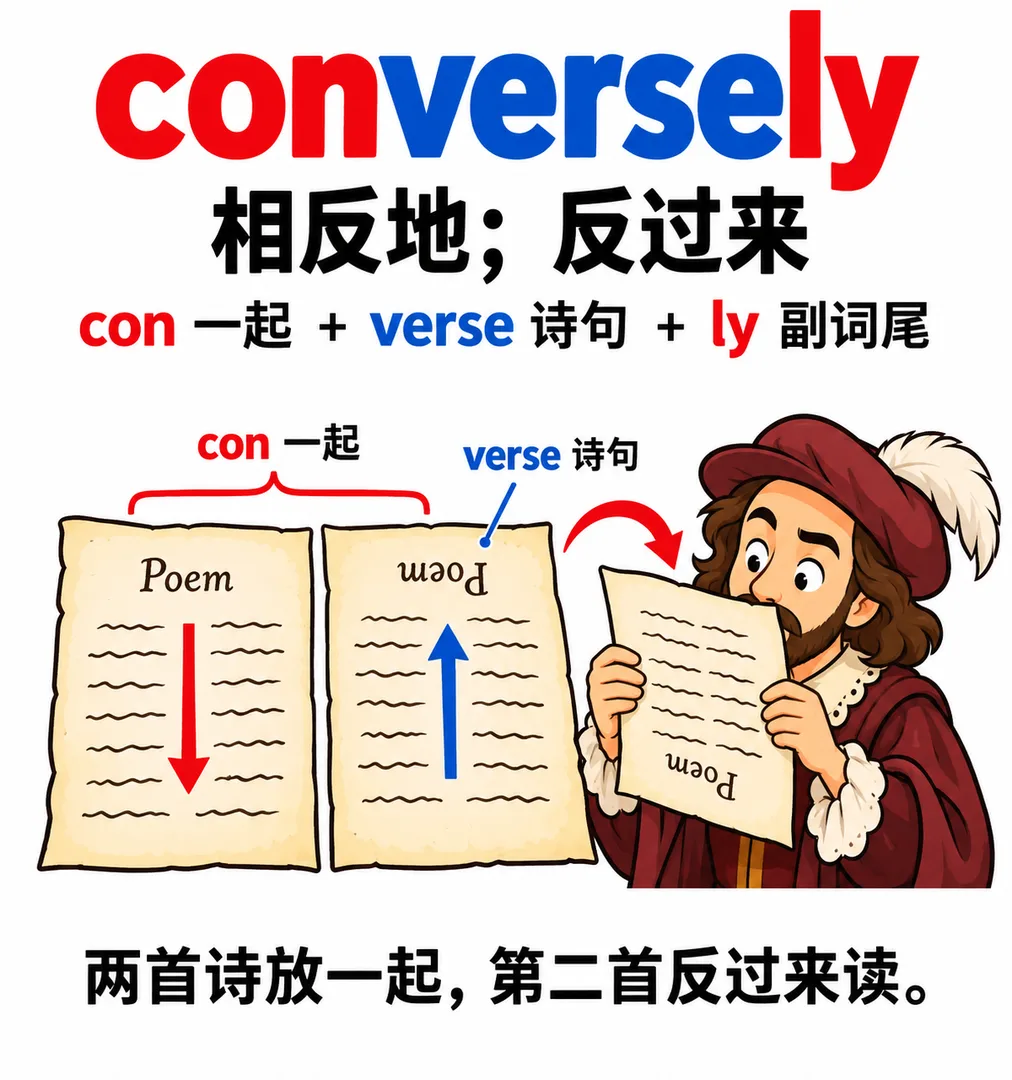 conversely
相反地；反过来
con 一起 + verse 诗句 + ly 副词尾
con 一起
verse 诗句
Poem
Poem
Poem
两首诗放一起，第二首反过来读。